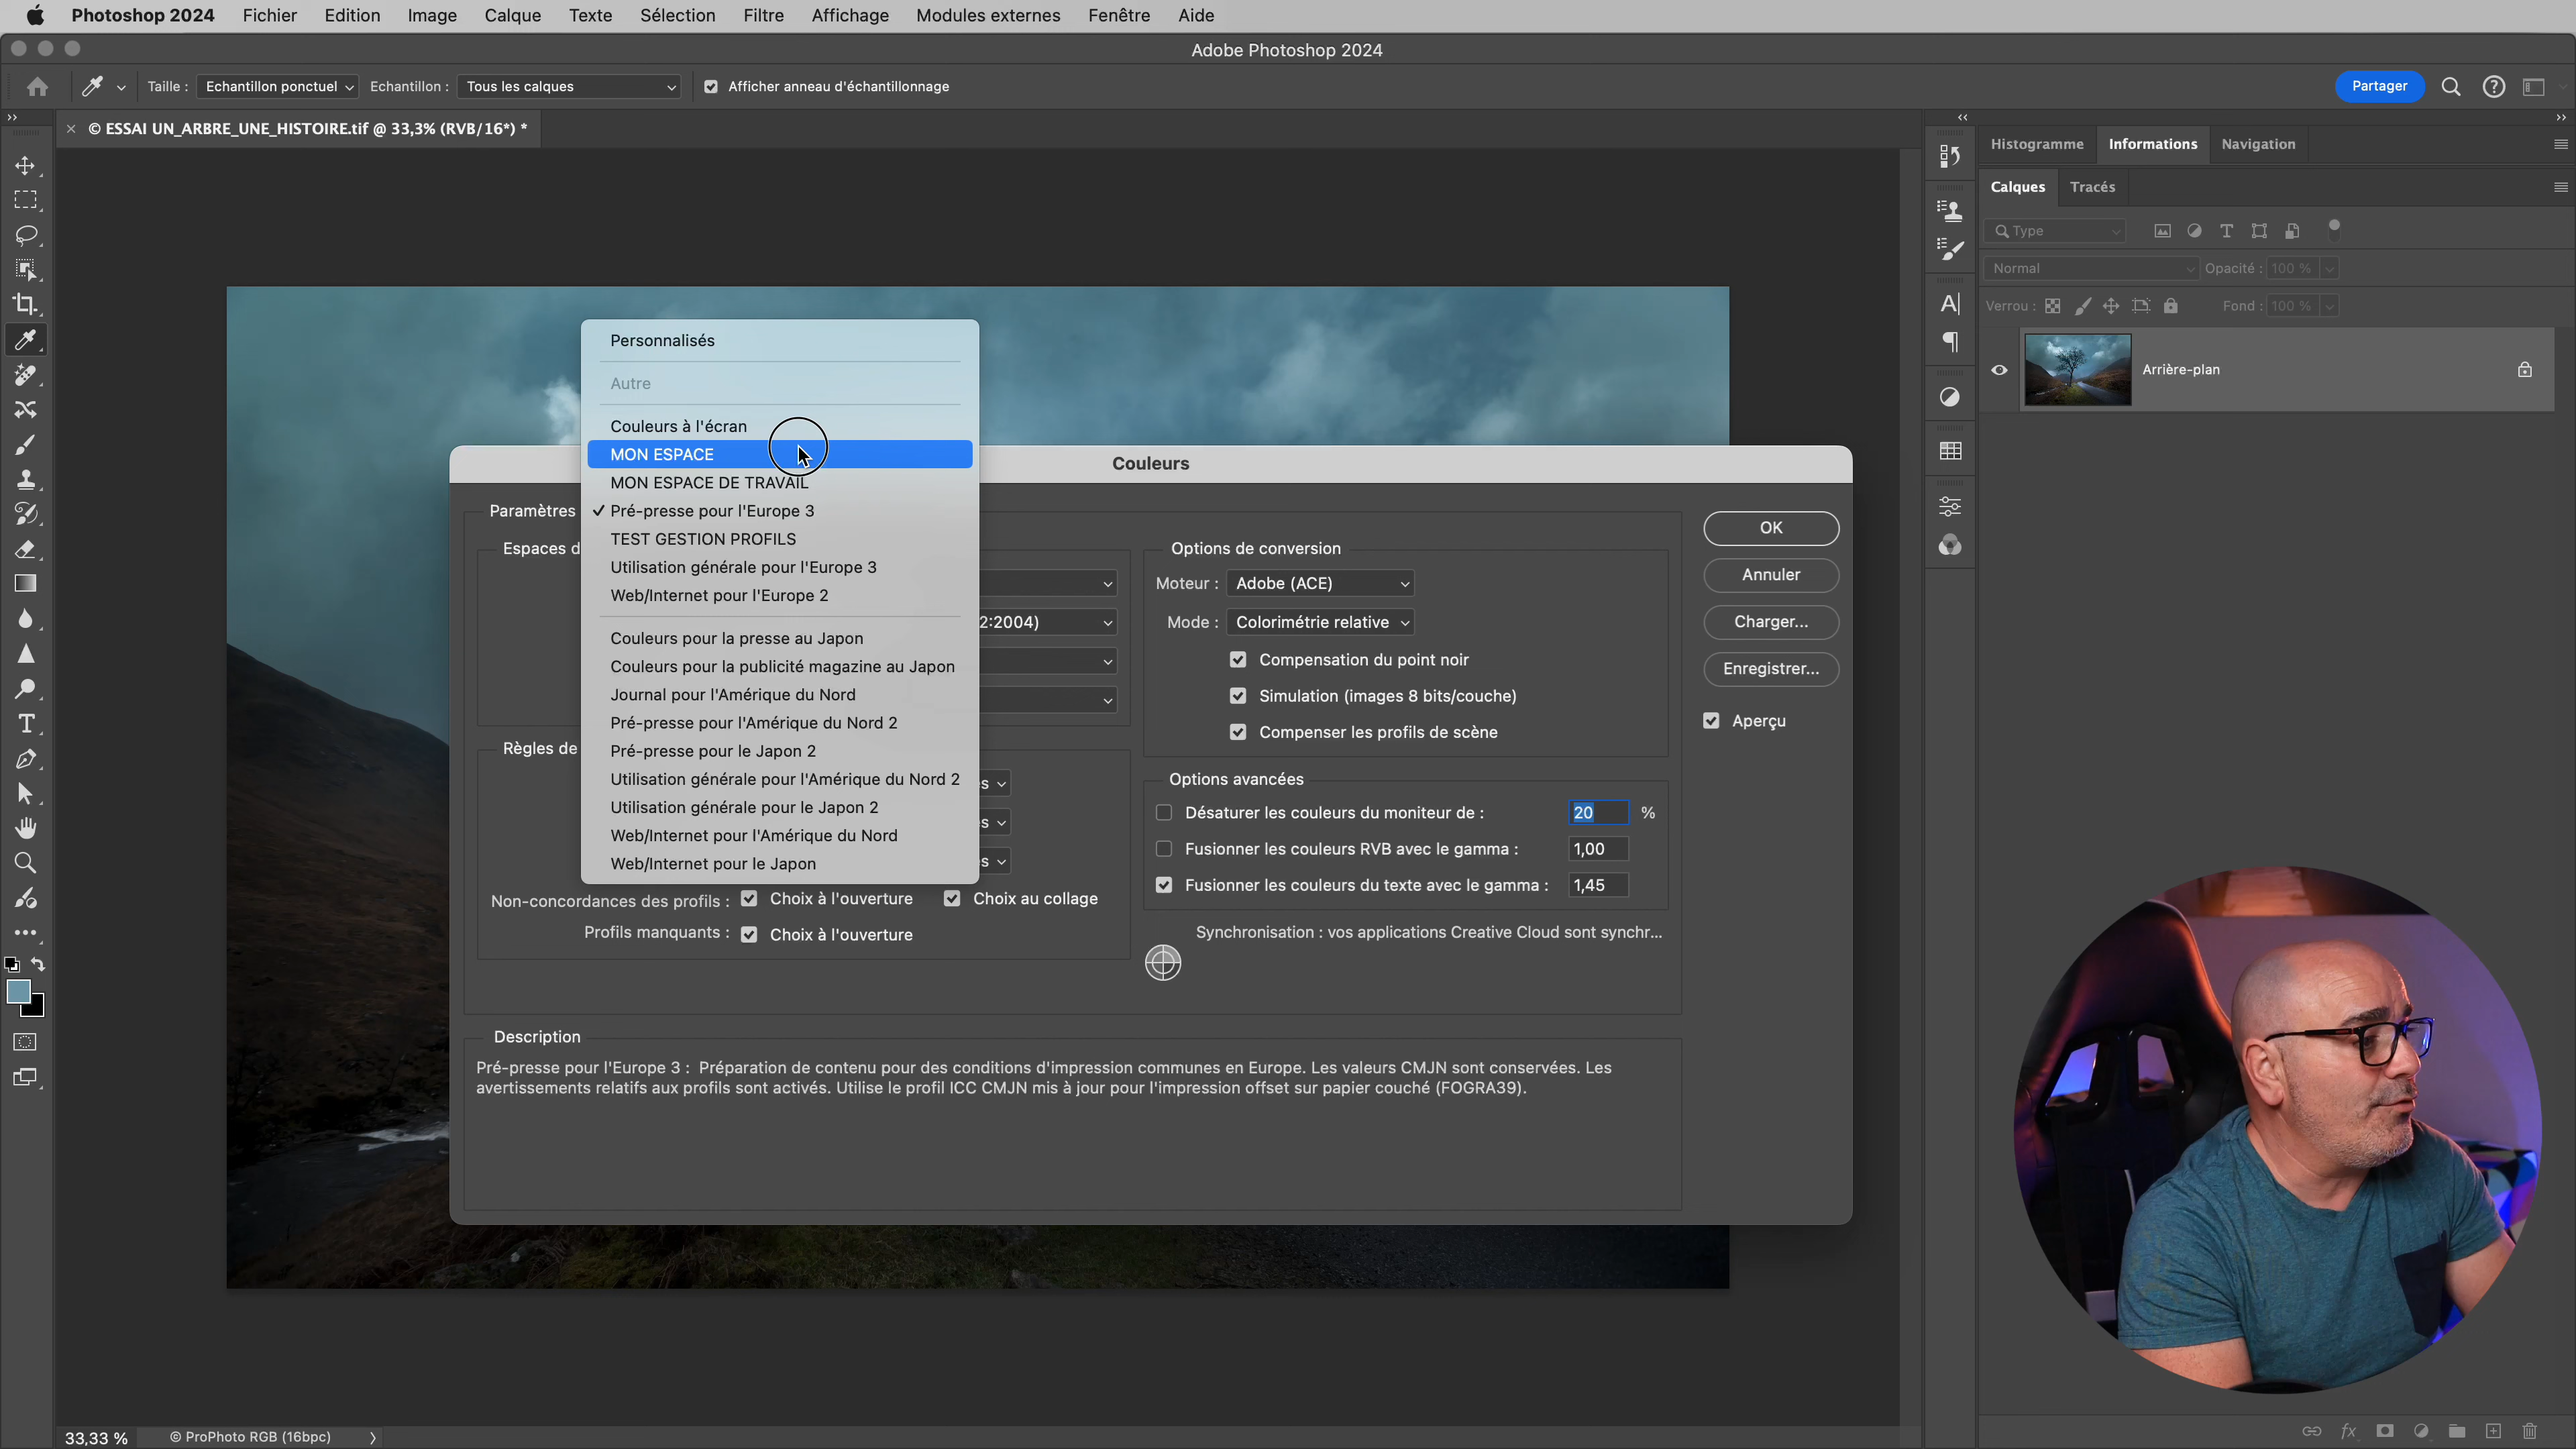 Photoshop 2024 Fichier Edition Image Calque Texte Sélection Filtre Affichage Modules externes Fenêtre Aide
Adobe Photoshop 2024
Taille : Echantillon ponctuel Echantillon : Tous les calques Afficher anneau d'échantillonnage Partager
© ESSAI UN_ARBRE_UNE_HISTOIRE.tif @ 33,3% (RVB/16*) *
Histogramme Informations Navigation
Calques Tracés
Type
Normal Opacité : 100 %
Verrou : Fond : 100 %
Arrière-plan
Personnalisés
Autre
Couleurs à l'écran
MON ESPACE
MON ESPACE DE TRAVAIL
Pré-presse pour l'Europe 3
TEST GESTION PROFILS
Utilisation générale pour l'Europe 3
Web/Internet pour l'Europe 2
Couleurs pour la presse au Japon
Couleurs pour la publicité magazine au Japon
Journal pour l'Amérique du Nord
Pré-presse pour l'Amérique du Nord 2
Pré-presse pour le Japon 2
Utilisation générale pour l'Amérique du Nord 2
Utilisation générale pour le Japon 2
Web/Internet pour l'Amérique du Nord
Web/Internet pour le Japon
Couleurs
Paramètres
Espaces d
2:2004)
Règles de
s
s
s
Non-concordances des profils : Choix à l'ouverture Choix au collage
Profils manquants : Choix à l'ouverture
Options de conversion
Moteur : Adobe (ACE)
Mode : Colorimétrie relative
Compensation du point noir
Simulation (images 8 bits/couche)
Compenser les profils de scène
Options avancées
Désaturer les couleurs du moniteur de : 20 %
Fusionner les couleurs RVB avec le gamma : 1,00
Fusionner les couleurs du texte avec le gamma : 1,45
Synchronisation : vos applications Creative Cloud sont synchr...
OK
Annuler
Charger...
Enregistrer...
Aperçu
Description
Pré-presse pour l'Europe 3 : Préparation de contenu pour des conditions d'impression communes en Europe. Les valeurs CMJN sont conservées. Les
avertissements relatifs aux profils sont activés. Utilise le profil ICC CMJN mis à jour pour l'impression offset sur papier couché (FOGRA39).
33,33 % © ProPhoto RGB (16bpc)